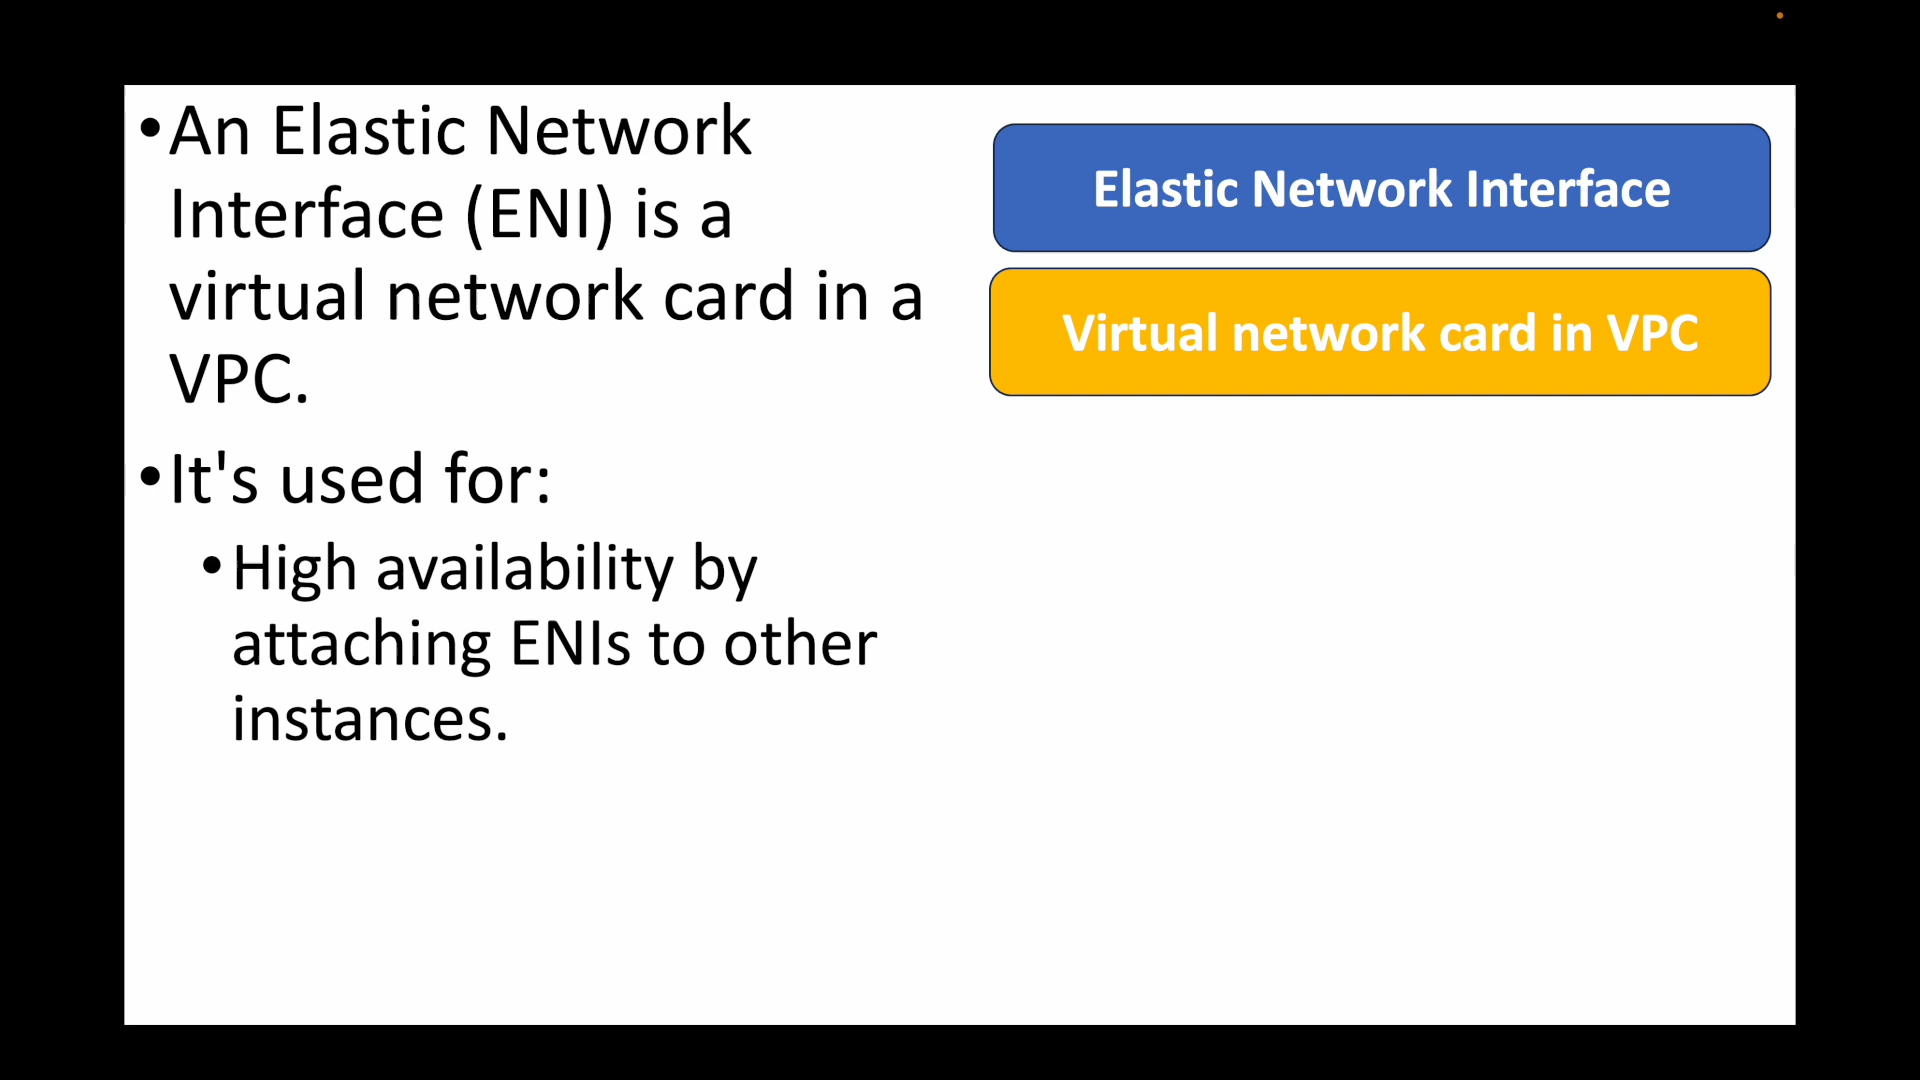 •An Elastic Network
Interface (ENI) is a
virtual network card in a
VPC.
•It's used for:
•High availability by
attaching ENIs to other
instances.
Elastic Network Interface
Virtual network card in VPC